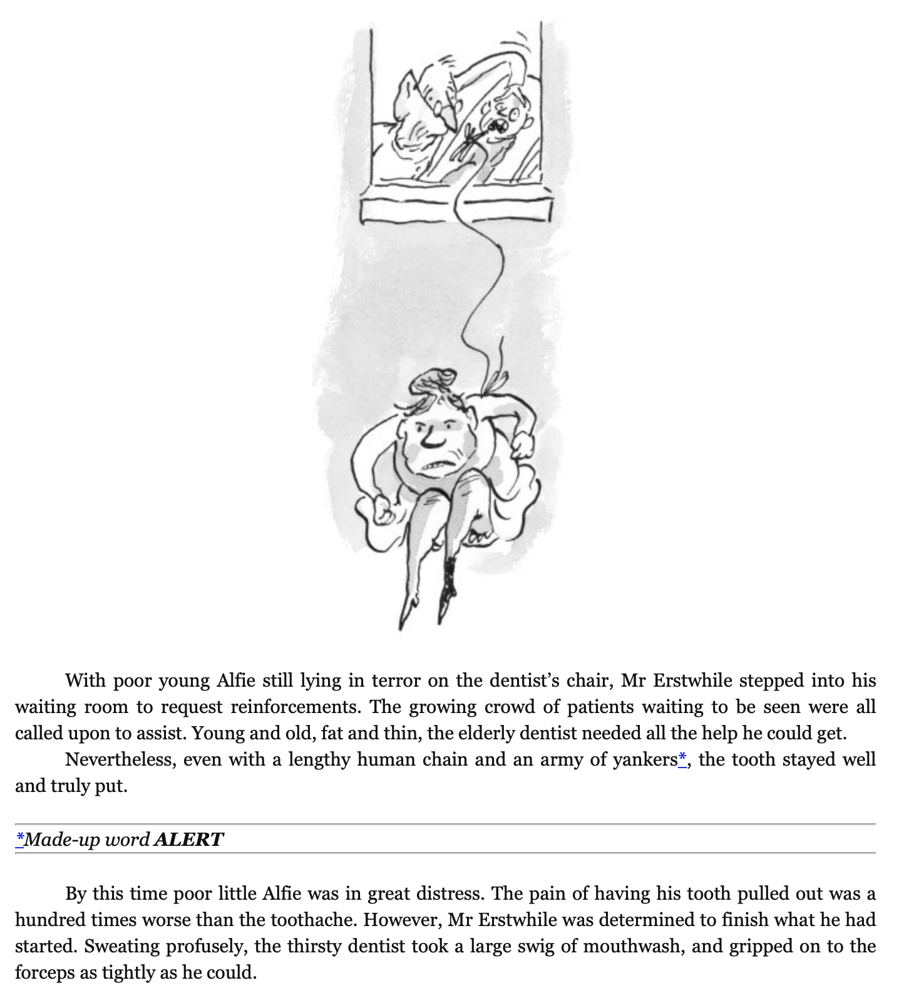 With poor young Alfie still lying in terror on the dentist’s chair, Mr Erstwhile stepped into his
waiting room to request reinforcements. The growing crowd of patients waiting to be seen were all
called upon to assist. Young and old, fat and thin, the elderly dentist needed all the help he could get.
Nevertheless, even with a lengthy human chain and an army of yankers*, the tooth stayed well
and truly put.
*Made-up word ALERT
By this time poor little Alfie was in great distress. The pain of having his tooth pulled out was a
hundred times worse than the toothache. However, Mr Erstwhile was determined to finish what he had
started. Sweating profusely, the thirsty dentist took a large swig of mouthwash, and gripped on to the
forceps as tightly as he could.